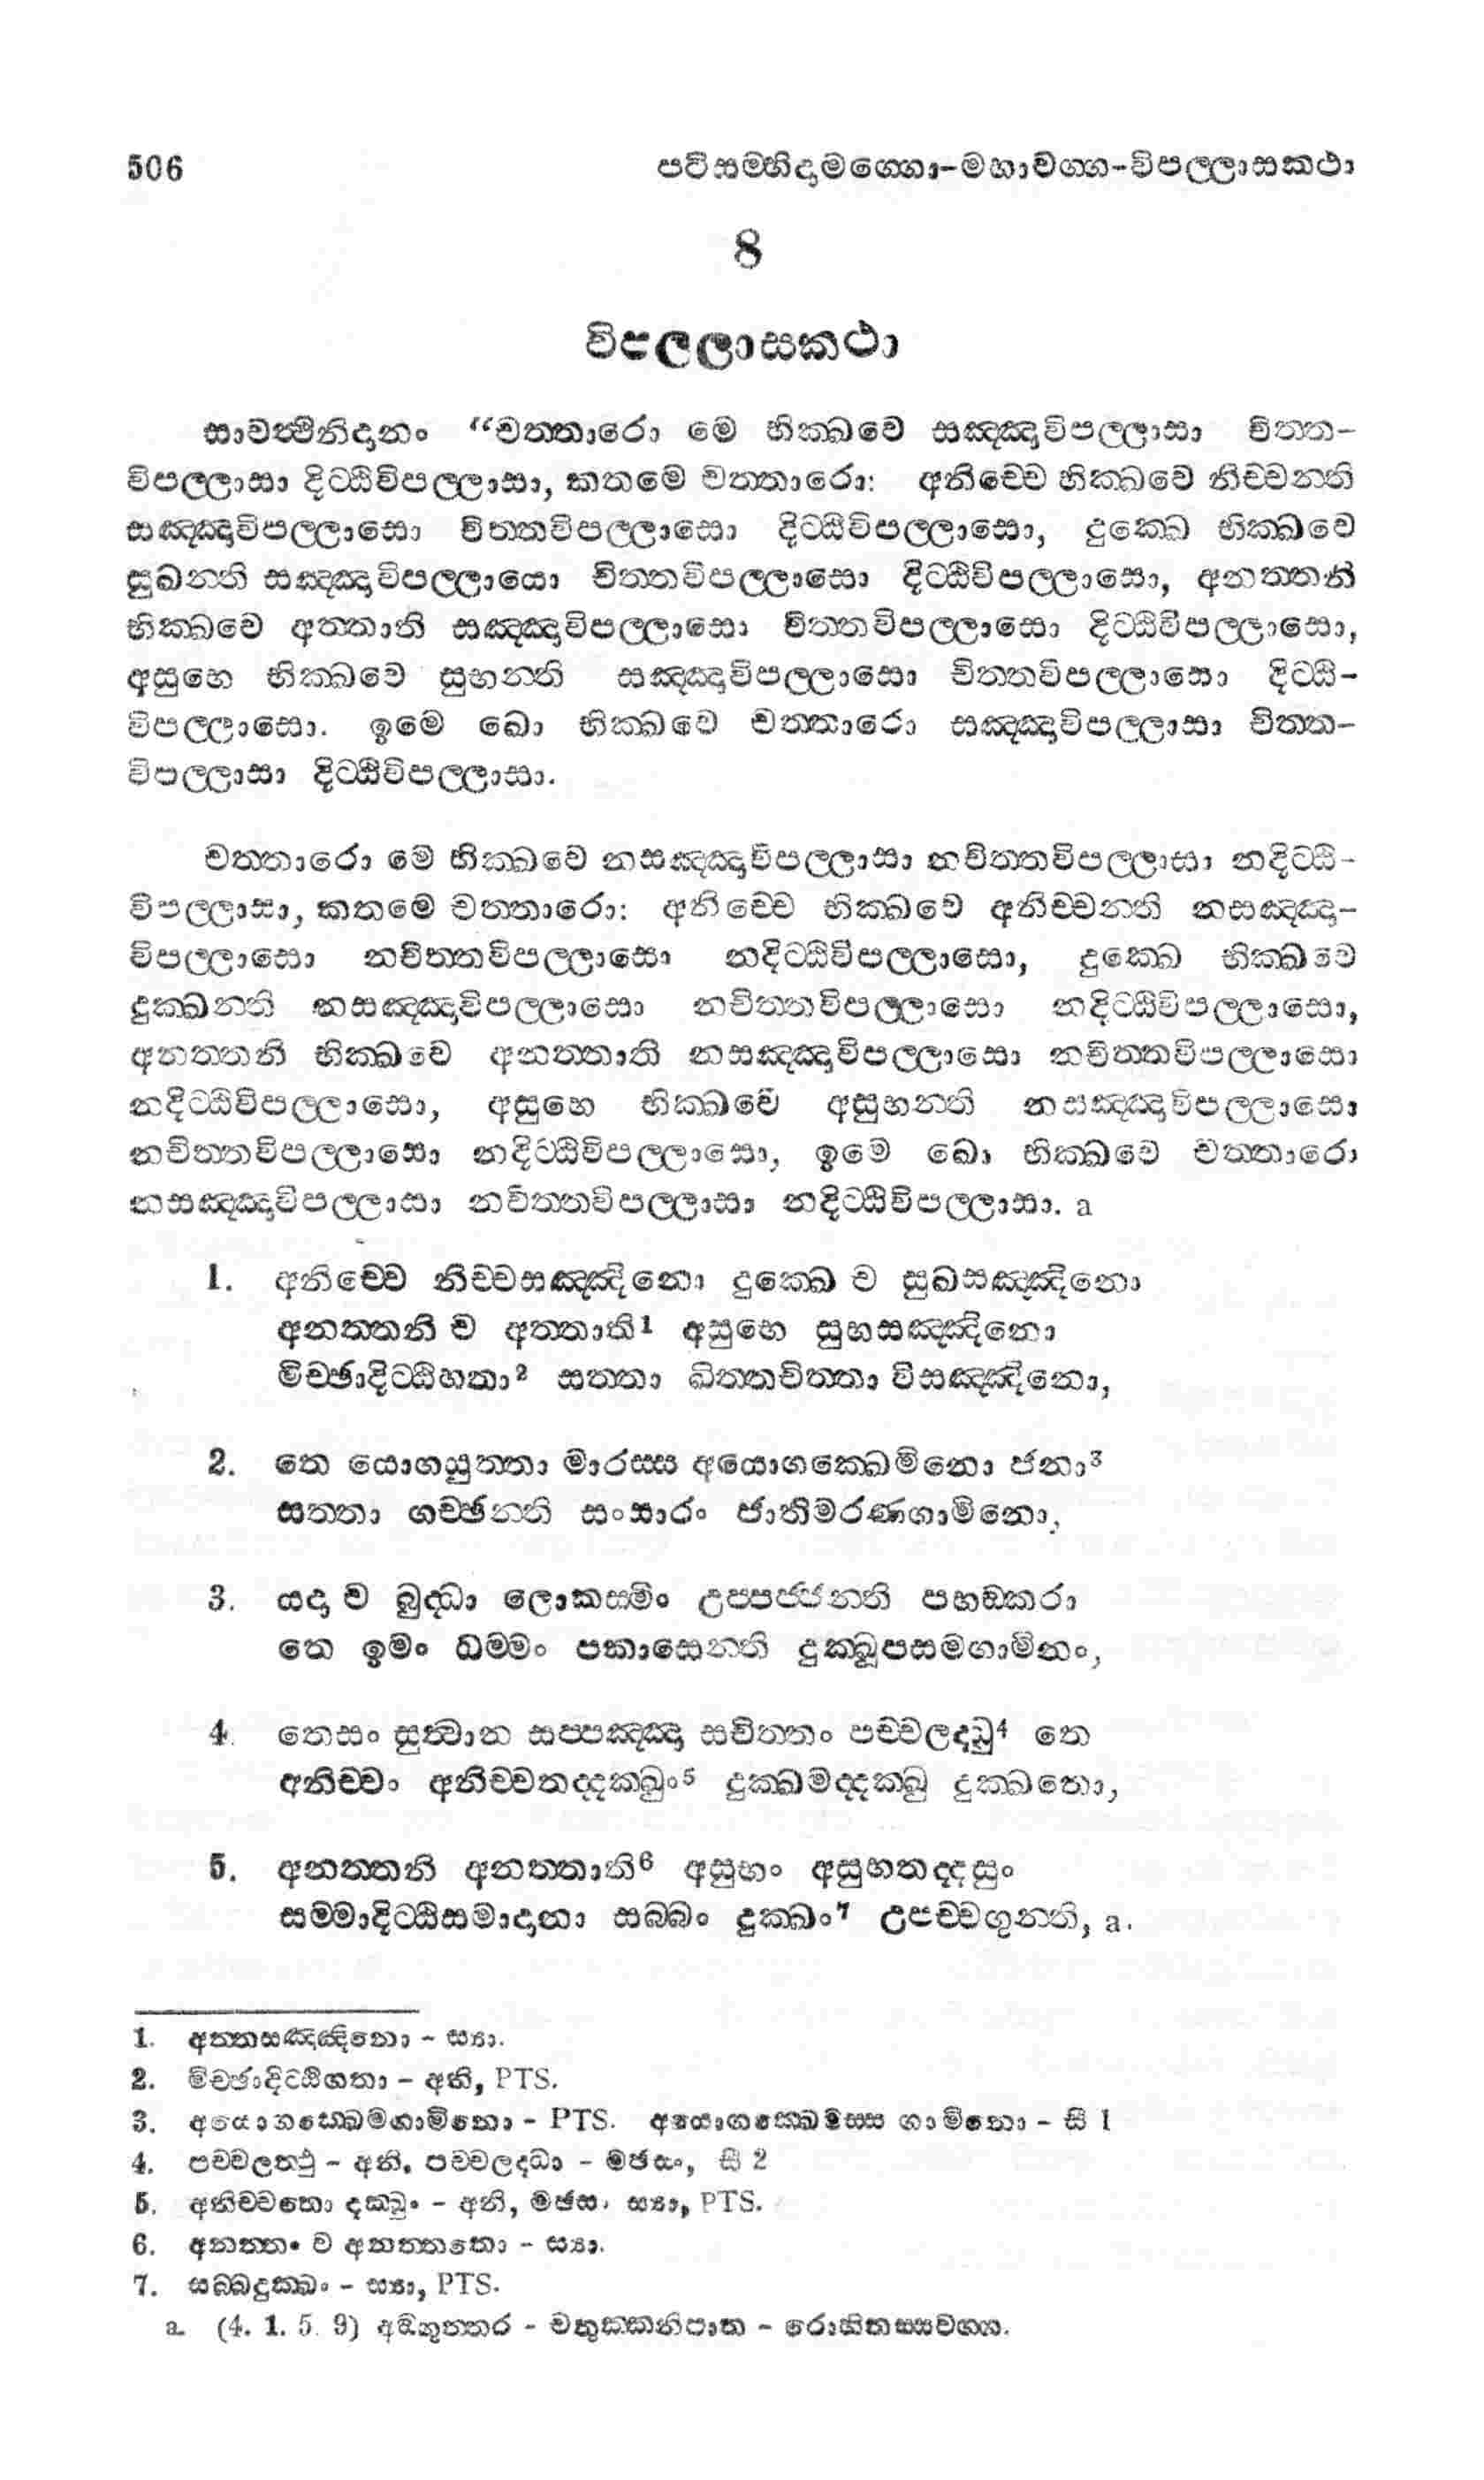 506 පටිසම්භිදාමග්ගො-මහාවග්ග-විපල්ලාසකථා
8
විපල්ලාසකථා
සාවත්ථිනිදානං “චත්තාරො මෙ භික්ඛවෙ සඤ්ඤාවිපල්ලාසා චිත්ත-
විපල්ලාසා දිට්ඨිවිපල්ලාසා, කතමෙ චත්තාරො: අනිච්චෙ භික්ඛවෙ නිච්චන්ති
සඤ්ඤාවිපල්ලාසො චිත්තවිපල්ලාසො දිට්ඨිවිපල්ලාසො, දුක්ඛෙ භික්ඛවෙ
සුඛන්ති සඤ්ඤාවිපල්ලායො චිත්තවිපල්ලාසො දිට්ඨිවිපල්ලාසො, අනත්තනි
භික්ඛවෙ අත්තාති සඤ්ඤාවිපල්ලාසො චිත්තවිපල්ලාසො දිට්ඨිවිපල්ලාසො,
අසුභෙ භික්ඛවෙ සුභන්ති සඤ්ඤාවිපල්ලාසො චිත්තවිපල්ලාසො දිට්ඨි-
විපල්ලාසො. ඉමෙ ඛො භික්ඛවෙ චත්තාරො සඤ්ඤාවිපල්ලාසා චිත්ත-
විපල්ලාසා දිට්ඨිවිපල්ලාසා.
චත්තාරො මෙ භික්ඛවෙ නසඤ්ඤාවිපල්ලාසා නචිත්තවිපල්ලාසා නදිට්ඨි-
විපල්ලාසා, කතමෙ චත්තාරො: අනිච්චෙ භික්ඛවෙ අනිච්චන්ති නසඤ්ඤා-
විපල්ලාසො නචිත්තවිපල්ලාසො නදිට්ඨිවිපල්ලාසො, දුක්ඛෙ භික්ඛවෙ
දුක්ඛන්ති නසඤ්ඤාවිපල්ලාසො නචිත්තවිපල්ලාසො නදිට්ඨිවිපල්ලාසො,
අනත්තනි භික්ඛවෙ අනත්තාති නසඤ්ඤාවිපල්ලාසො නචිත්තවිපල්ලාසො
නදිට්ඨිවිපල්ලාසො, අසුභෙ භික්ඛවෙ අසුභන්ති නසඤ්ඤාවිපල්ලාසො
නචිත්තවිපල්ලාසො නදිට්ඨිවිපල්ලාසො, ඉමෙ ඛො භික්ඛවෙ චත්තාරො
නසඤ්ඤාවිපල්ලාසා නචිත්තවිපල්ලාසා නදිට්ඨිවිපල්ලාසා. a
1. අනිච්චෙ නිච්චසඤ්ඤිනො දුක්ඛෙ ච සුඛසඤ්ඤිනො
අනත්තනි ච අත්තාති1 අසුභෙ සුභසඤ්ඤිනො
මිච්ඡාදිට්ඨිහතා2 සත්තා ඛිත්තචිත්තා විසඤ්ඤිනො,
2. තෙ යොගයුත්තා මාරස්ස අයොගක්ඛෙමිනො ජනා3
සත්තා ගච්ඡන්ති සංසාරං ජාතිමරණගාමිනො,
3. යදා ච බුද්ධා ලොකස්මිං උප්පජ්ජන්ති පභඞ්කරා
තෙ ඉමං ධම්මං පකාසෙන්ති දුක්ඛූපසමගාමිනං,
4. තෙසං සුත්වාන සප්පඤ්ඤා සචිත්තං පච්චලද්ධු4 තෙ
අනිච්චං අනිච්චතද්දක්ඛුං5 දුක්ඛමද්දක්ඛු දුක්ඛතො,
5. අනත්තනි අනත්තාති6 අසුභං අසුභතද්දසුං
සම්මාදිට්ඨිසමාදානා සබ්බං දුක්ඛං7 උපච්චගුන්ති, a.
1. අත්තසඤ්ඤිනො - ස්‍යා.
2. මිච්ඡාදිට්ඨිගතා - අනි, PTS.
3. අයොගක්ඛෙමගාමිනො - PTS. අයොගක්ඛෙමස්ස ගාමිනො - සී 1
4. පච්චලත්ථු - අනි. පච්චලද්ධා - මජසං, සී 2
5. අනිච්චතො දක්ඛුං - අනි, මජසං ස්‍යා, PTS.
6. අනත්තං ච අනත්තතො - ස්‍යා.
7. සබ්බදුක්ඛං - ස්‍යා, PTS.
a. (4. 1. 5. 9) අඞ්ගුත්තර - චතුක්කනිපාත - රොහිතස්සවග්ග.